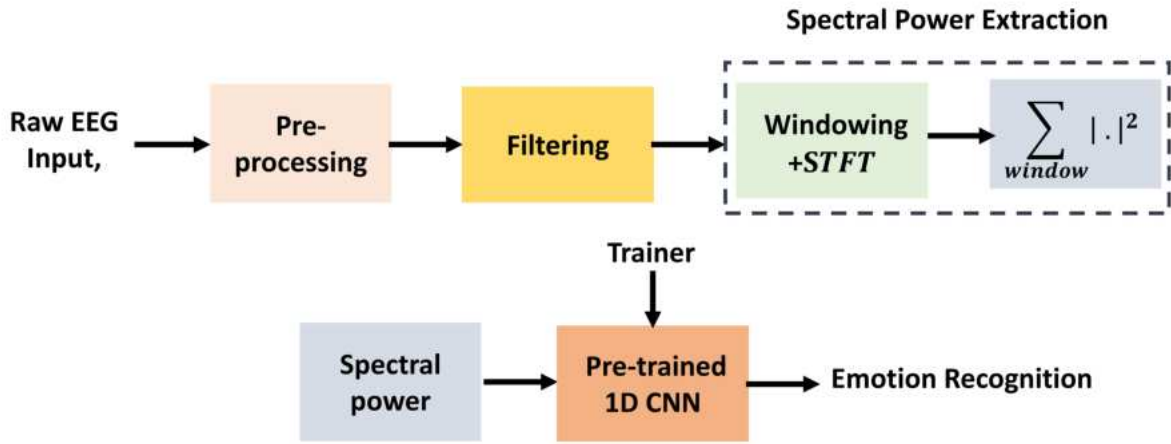 Spectral Power Extraction
Raw EEG
Input,
Pre-
processing
Filtering
Windowing
+STFT
∑ | . |²
window
Trainer
Spectral
power
Pre-trained
1D CNN
Emotion Recognition